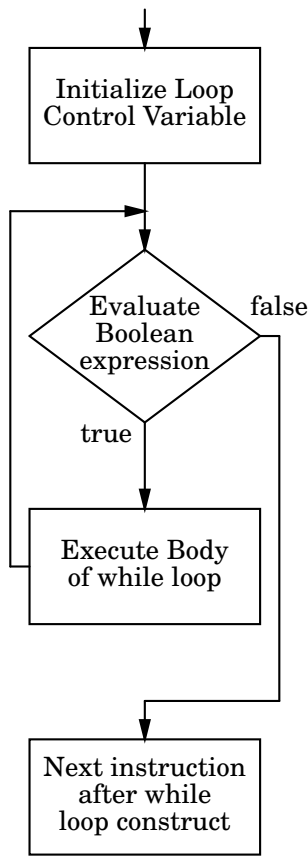 Initialize Loop
Control Variable
Evaluate
Boolean
expression
false
true
Execute Body
of while loop
Next instruction
after while
loop construct